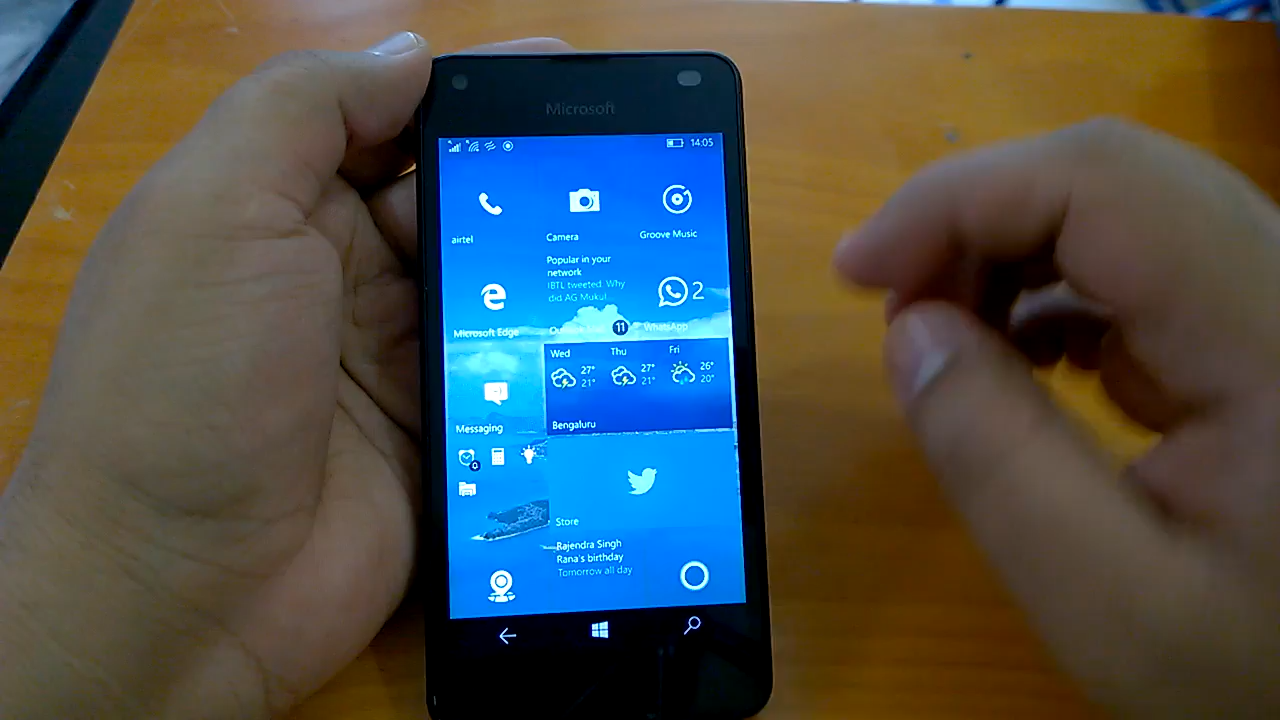 Microsoft
14:05
airtel
Camera
Groove Music
Popular in your
network
IBTL tweeted: Why
did AG Mukul...
2
Microsoft Edge
11
WhatsApp
Wed
Thu
Fri
27°
27°
26°
21°
21°
20°
Bengaluru
Messaging
0
Store
Rajendra Singh
Rana's birthday
Tomorrow all day